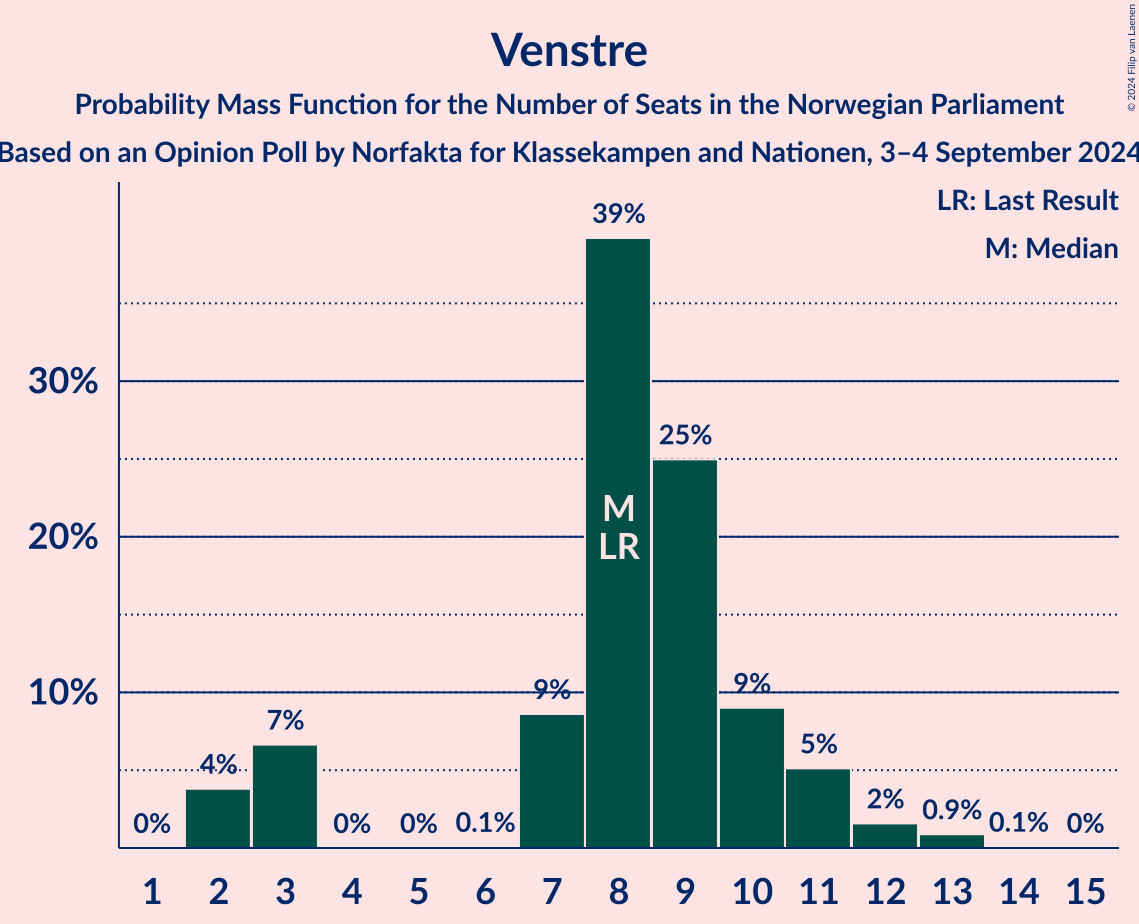 Venstre
Probability Mass Function for the Number of Seats in the Norwegian Parliament
Based on an Opinion Poll by Norfakta for Klassekampen and Nationen, 3–4 September 2024
© 2024 Filip van Laenen
LR: Last Result
M: Median
30%
20%
10%
0%
4%
7%
0%
0%
0.1%
9%
39%
25%
9%
5%
2%
0.9%
0.1%
0%
M
LR
1 2 3 4 5 6 7 8 9 10 11 12 13 14 15